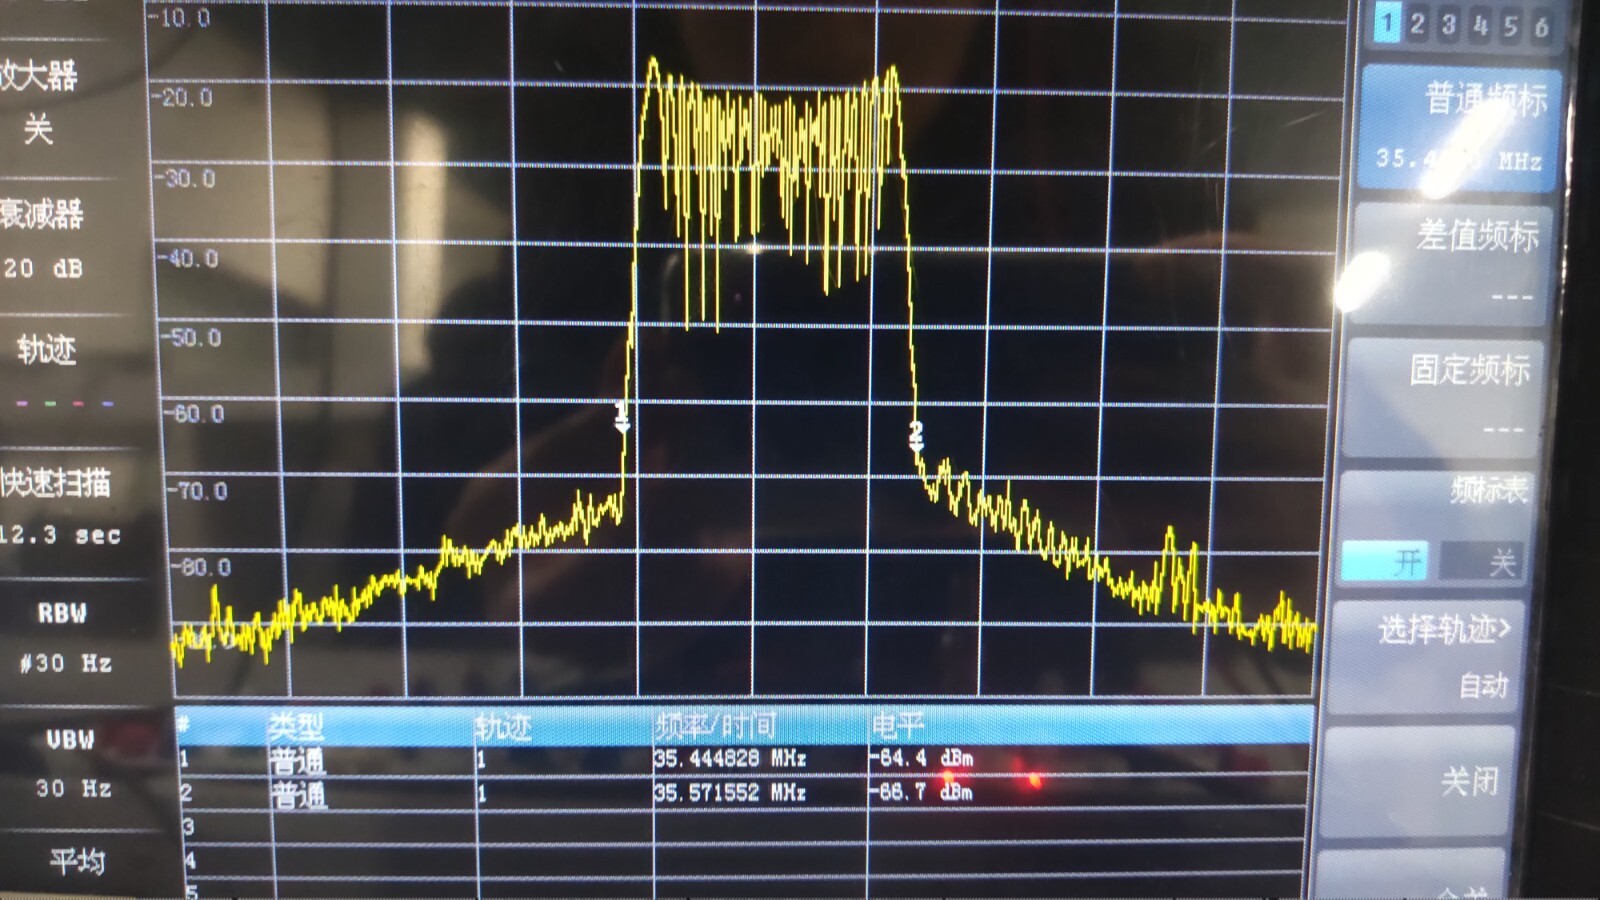 -10.0
1 2 3 4 5 6
放大器
关
-20.0
普通频标
MHz
-30.0
衰减器
20 dB
差值频标
---
-40.0
-50.0
轨迹
固定频标
---
-60.0
1
2
快速扫描
12.3 sec
-70.0
频标表
开 关
-80.0
RBW
#30 Hz
选择轨迹>
自动
VBW
30 Hz
# 类型 轨迹 频率/时间 电平
1 普通 1 35.444828 MHz -64.4 dBm
2 普通 1 35.571552 MHz -66.7 dBm
3
4
5
关闭
平均